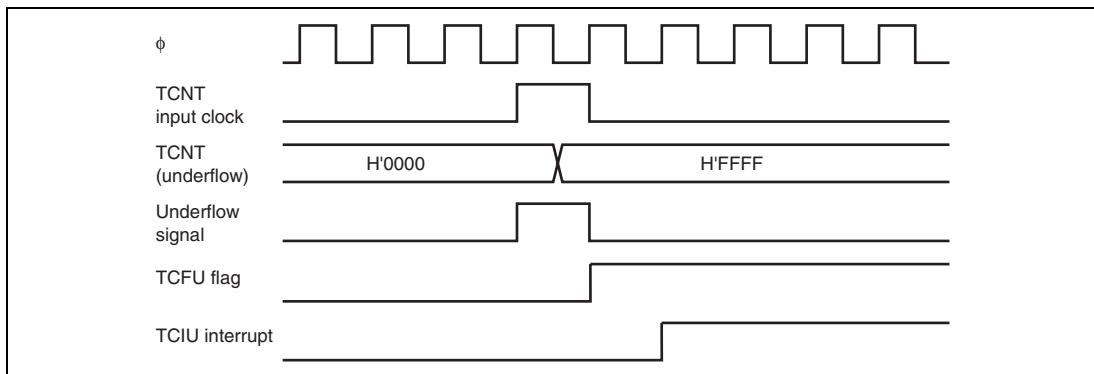 ϕ
TCNT
input clock
TCNT
(underflow)
H'0000
H'FFFF
Underflow
signal
TCFU flag
TCIU interrupt